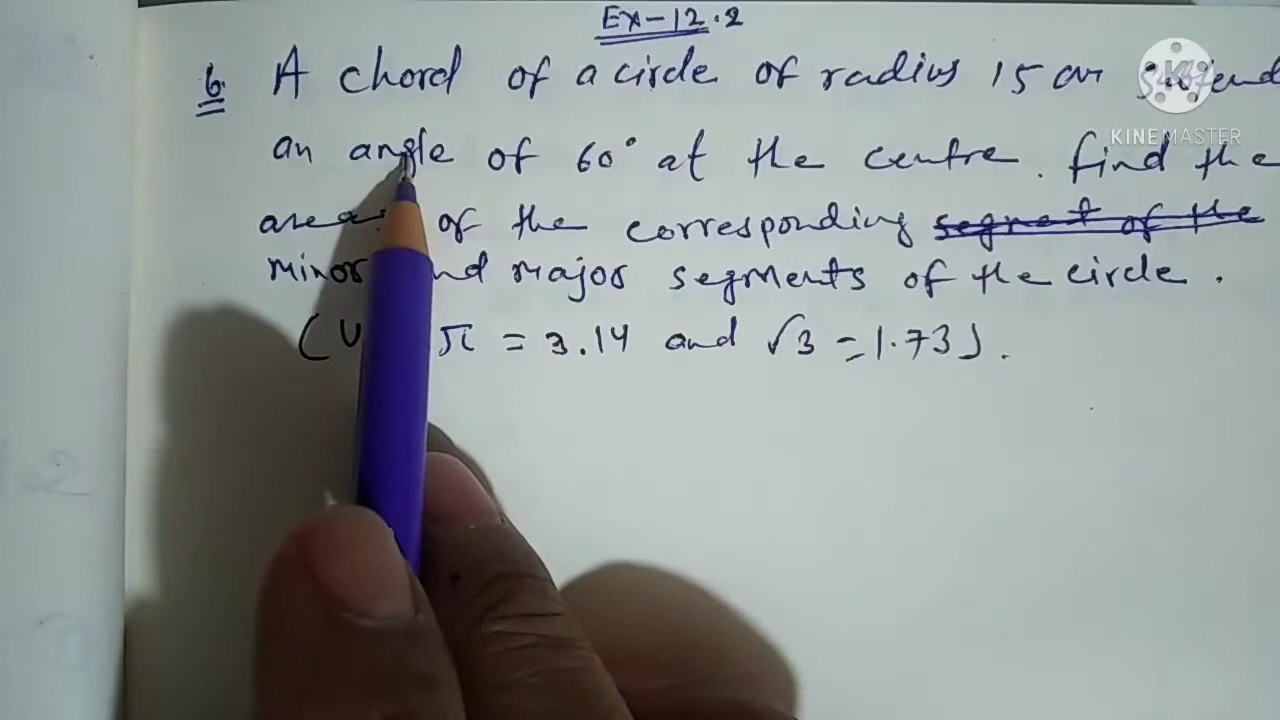 Ex-12.2
6. A chord of a circle of radius 15 cm
KINEMASTER
an angle of 60° at the centre. find the
areas of the corresponding segment of the
minor and major segments of the circle.
( π = 3.14 and √3 = 1.73).